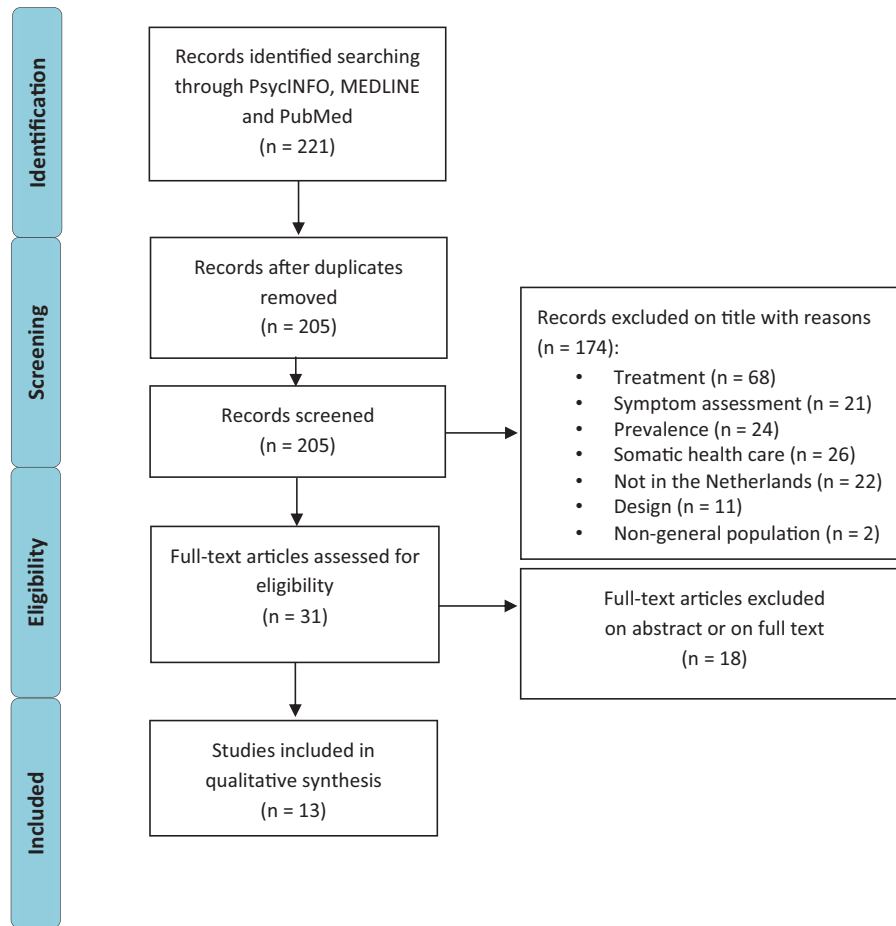 Identification
Records identified searching
through PsycINFO, MEDLINE
and PubMed
(n = 221)
Screening
Records after duplicates
removed
(n = 205)
Records screened
(n = 205)
Records excluded on title with reasons
(n = 174):
• Treatment (n = 68)
• Symptom assessment (n = 21)
• Prevalence (n = 24)
• Somatic health care (n = 26)
• Not in the Netherlands (n = 22)
• Design (n = 11)
• Non-general population (n = 2)
Eligibility
Full-text articles assessed for
eligibility
(n = 31)
Full-text articles excluded
on abstract or on full text
(n = 18)
Included
Studies included in
qualitative synthesis
(n = 13)